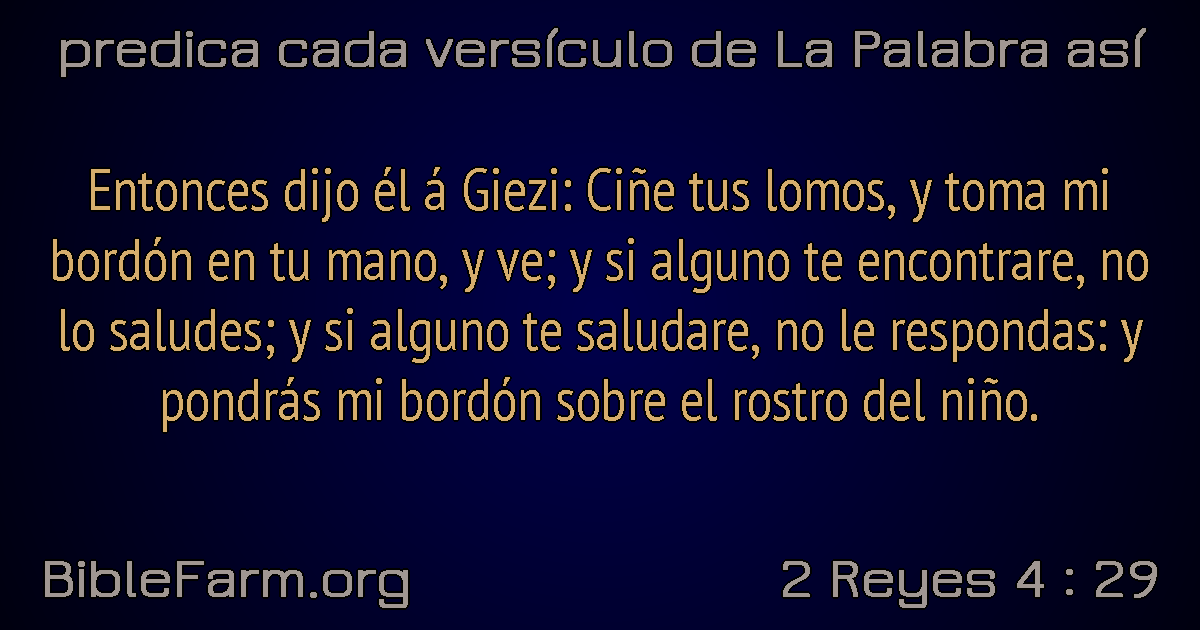 predica cada versículo de La Palabra así
Entonces dijo él á Giezi: Ciñe tus lomos, y toma mi
bordón en tu mano, y ve; y si alguno te encontrare, no
lo saludes; y si alguno te saludare, no le respondas: y
pondrás mi bordón sobre el rostro del niño.
BibleFarm.org
2 Reyes 4 : 29